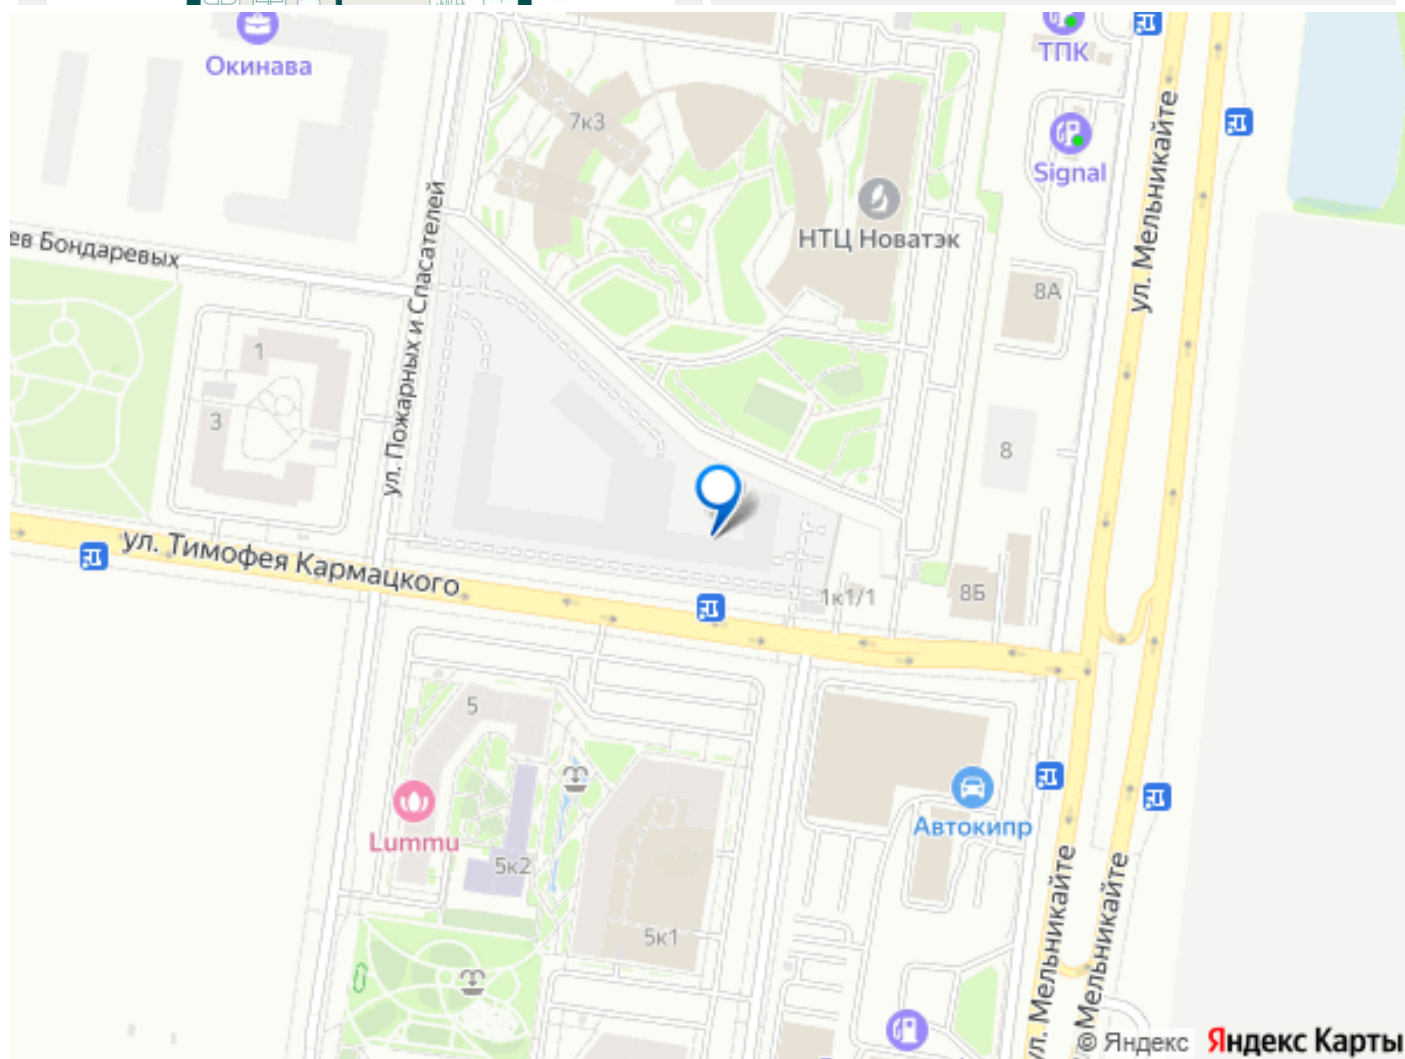 Окинава
ТПК
7к3
Signal
ул. Мельникайте
НТЦ Новатэк
ев Бондаревых
ул. Пожарных и Спасателей
8А
1
3
8
ул. Тимофея Кармацкого
1к1/1
8Б
5
Lummu
5к2
Автокипр
5к1
ул. Мельникайте
Мельникайте
© Яндекс
Яндекс Карты